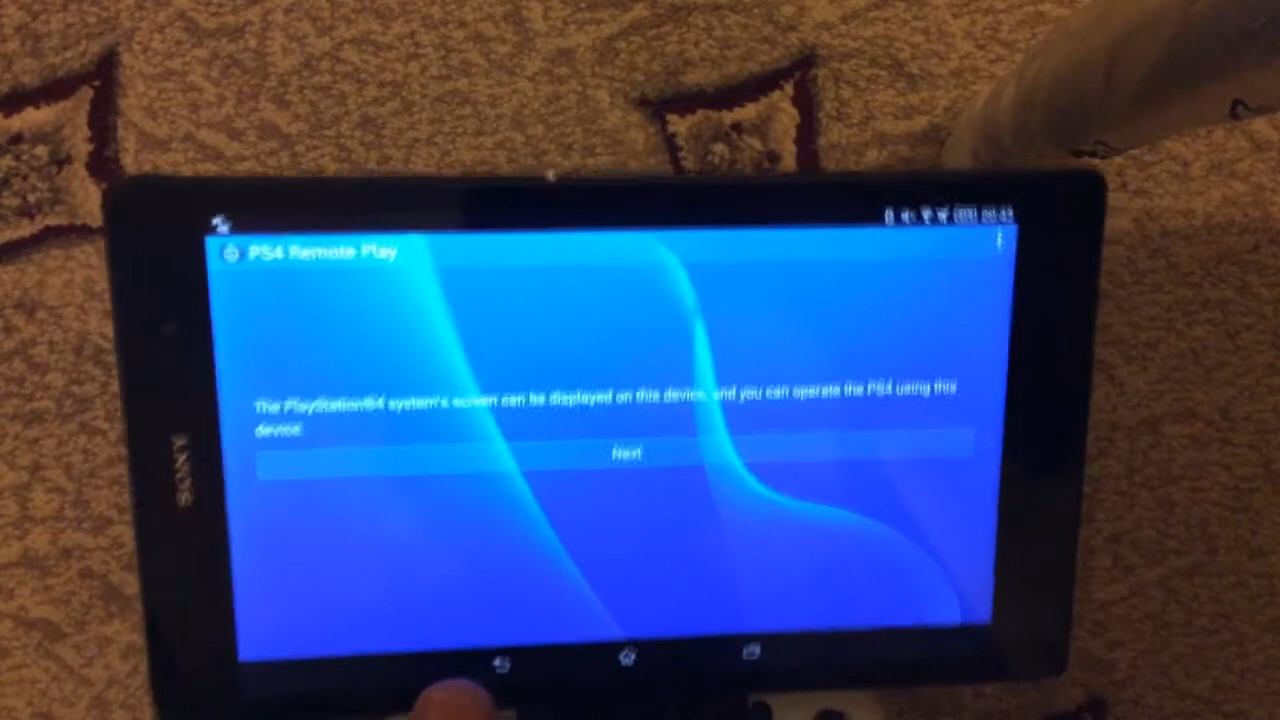 PS4 Remote Play
The PlayStation®4 system's screen can be displayed on this device, and you can operate the PS4 using this
device.
Next
SONY